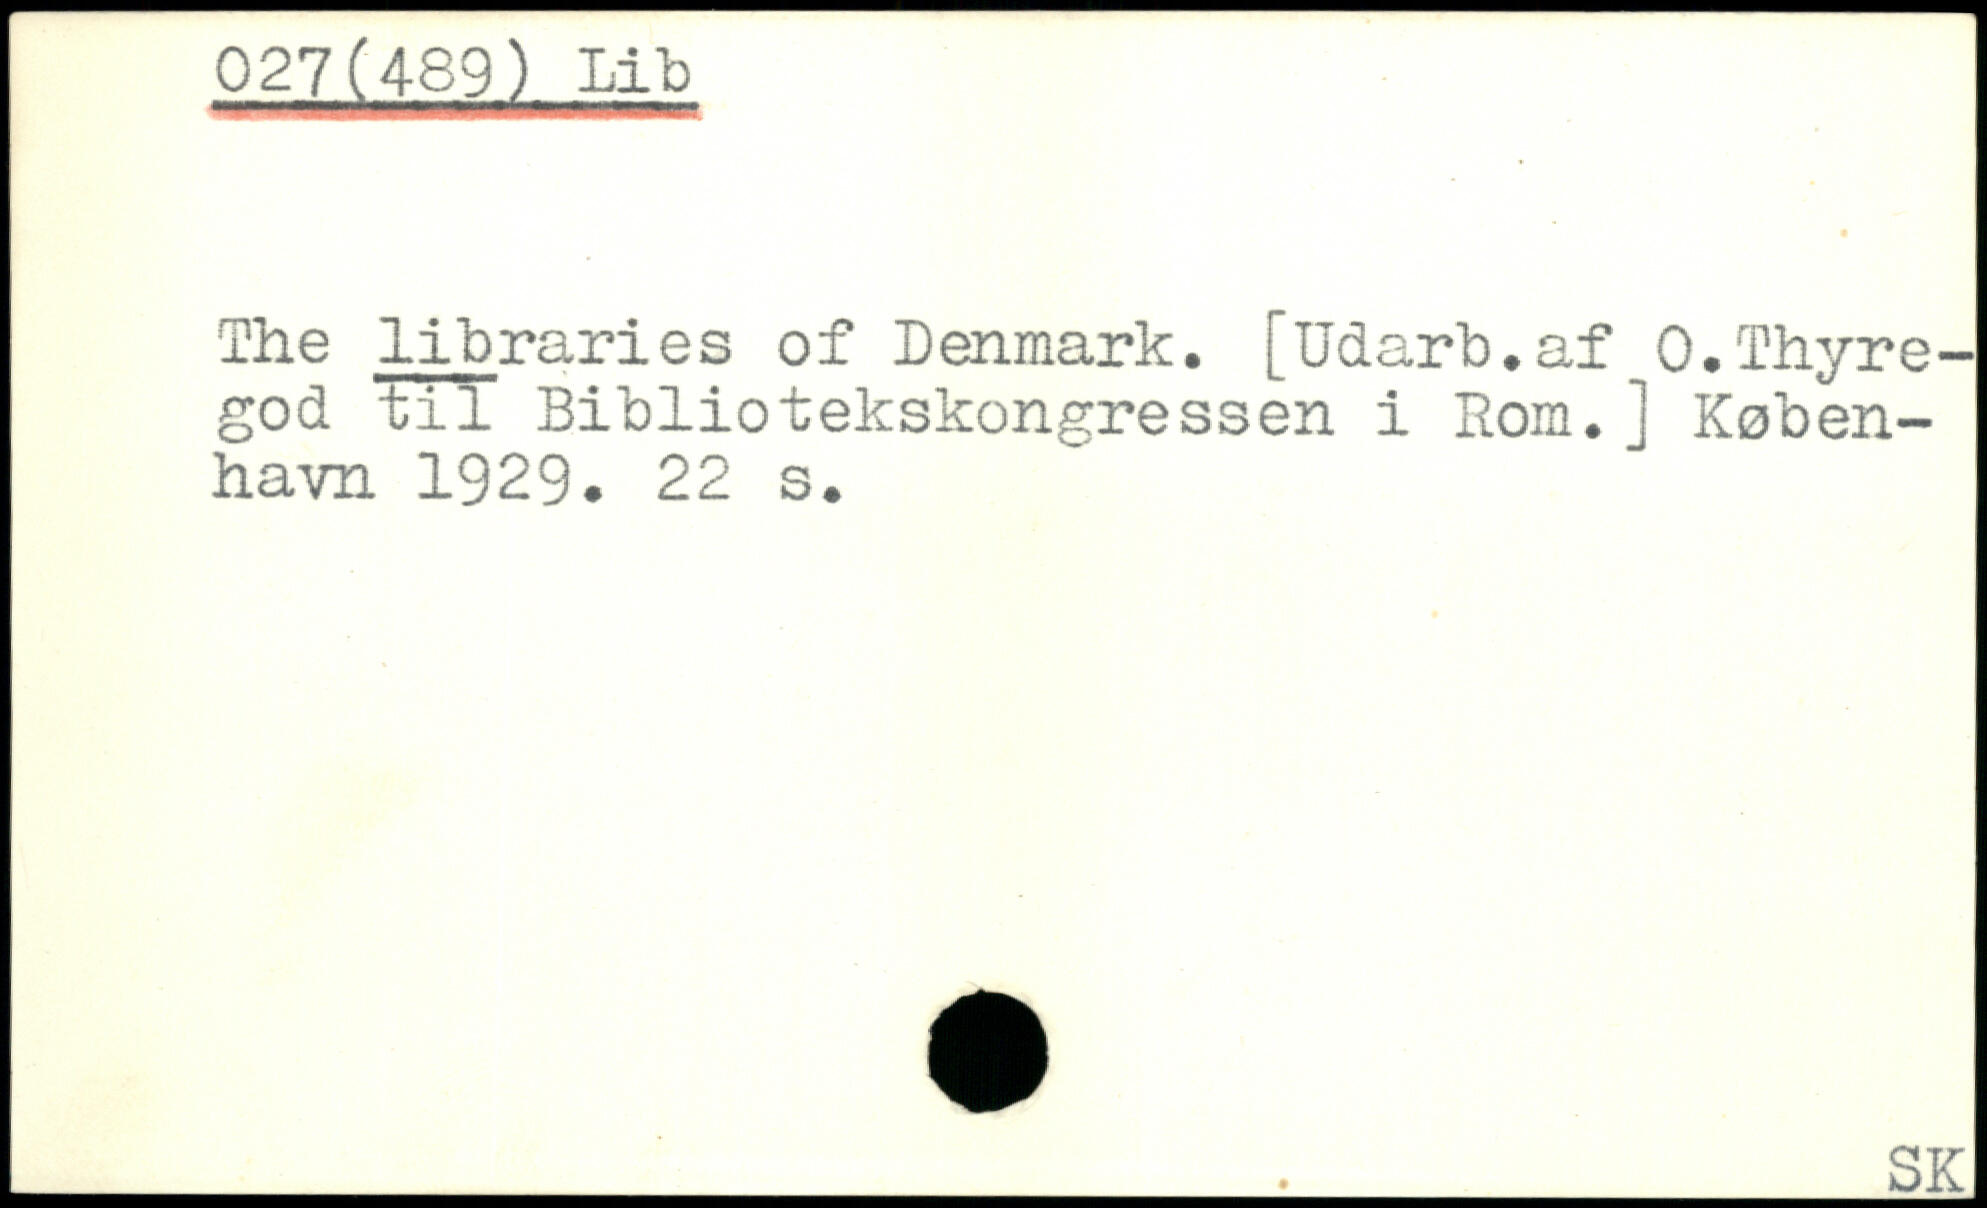 027(489) Lib
The libraries of Denmark. [Udarb.af O.Thyre-
god til Bibliotekskongressen i Rom.] Køben-
havn 1929. 22 s.
SK